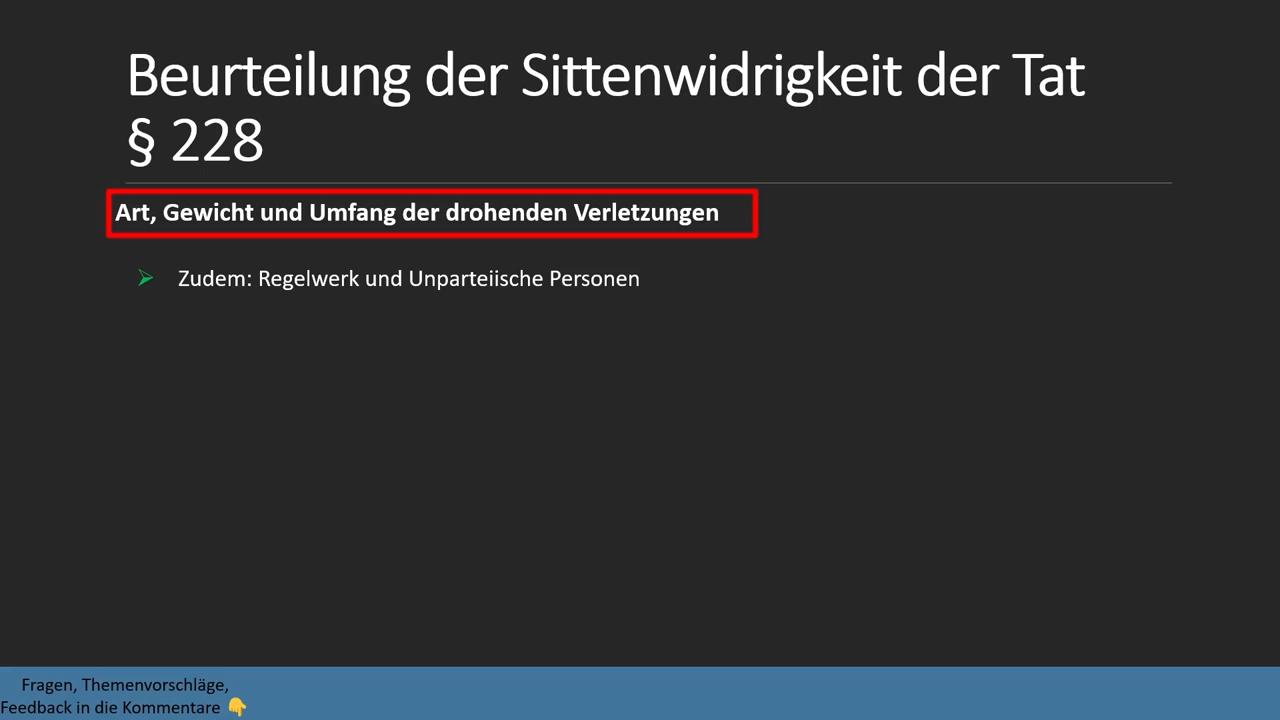 Beurteilung der Sittenwidrigkeit der Tat
§ 228
Art, Gewicht und Umfang der drohenden Verletzungen
Zudem: Regelwerk und Unparteiische Personen
Fragen, Themenvorschläge,
Feedback in die Kommentare 👇